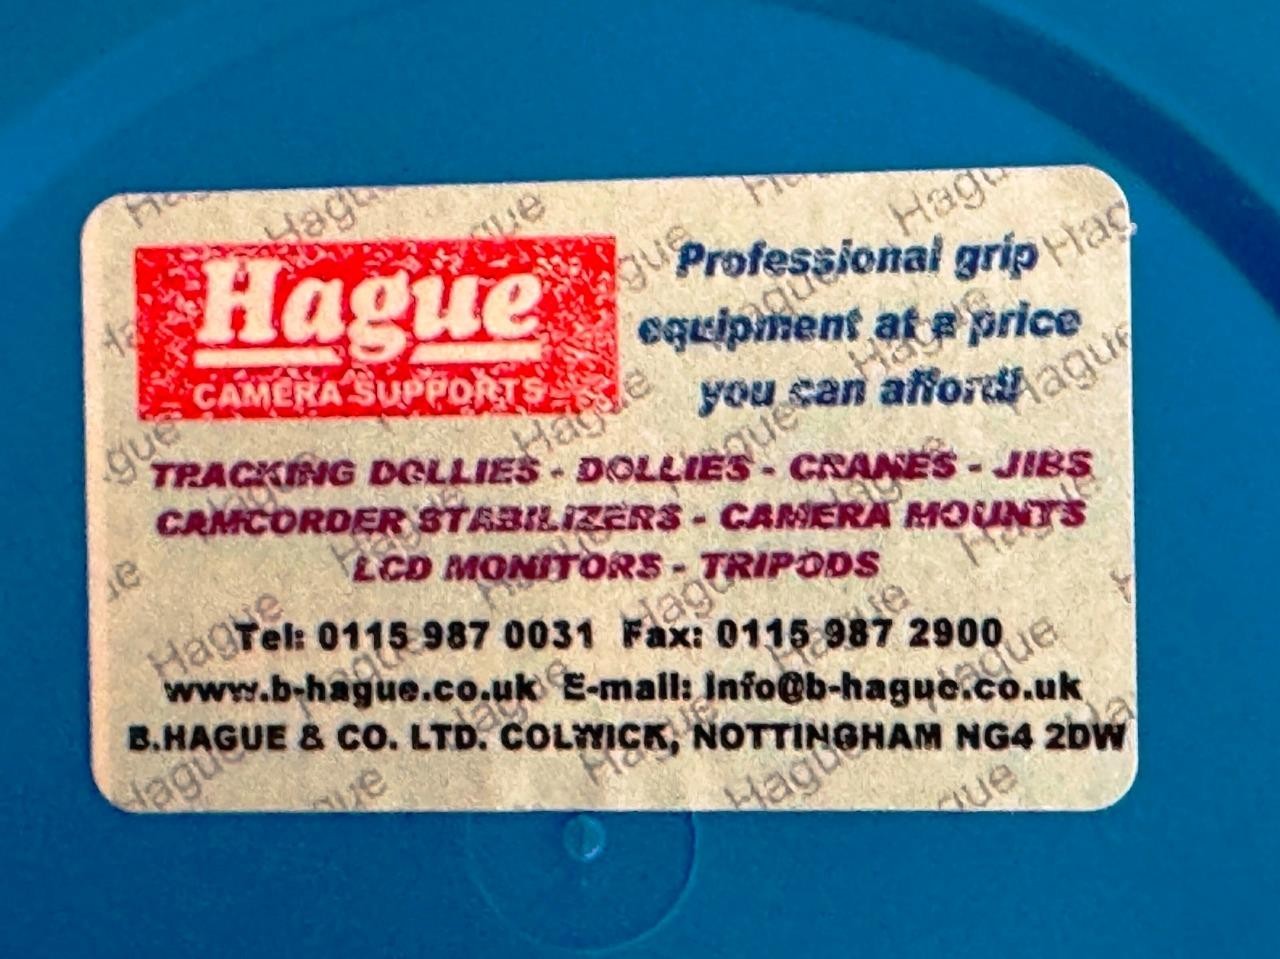 Hague
CAMERA SUPPORTS
Professional grip
equipment at a price
you can afford!
TRACKING DOLLIES - DOLLIES - CRANES - JIBS
CAMCORDER STABILIZERS - CAMERA MOUNTS
LCD MONITORS - TRIPODS
Tel: 0115 987 0031 Fax: 0115 987 2900
www.b-hague.co.uk E-mail: info@b-hague.co.uk
B.HAGUE & CO. LTD. COLWICK, NOTTINGHAM NG4 2DW